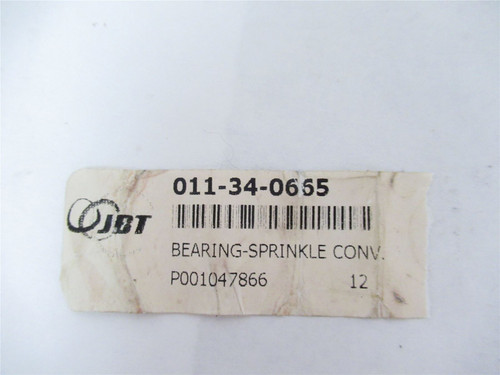 011-34-0665
JBT
BEARING-SPRINKLE CONV.
P001047866 12